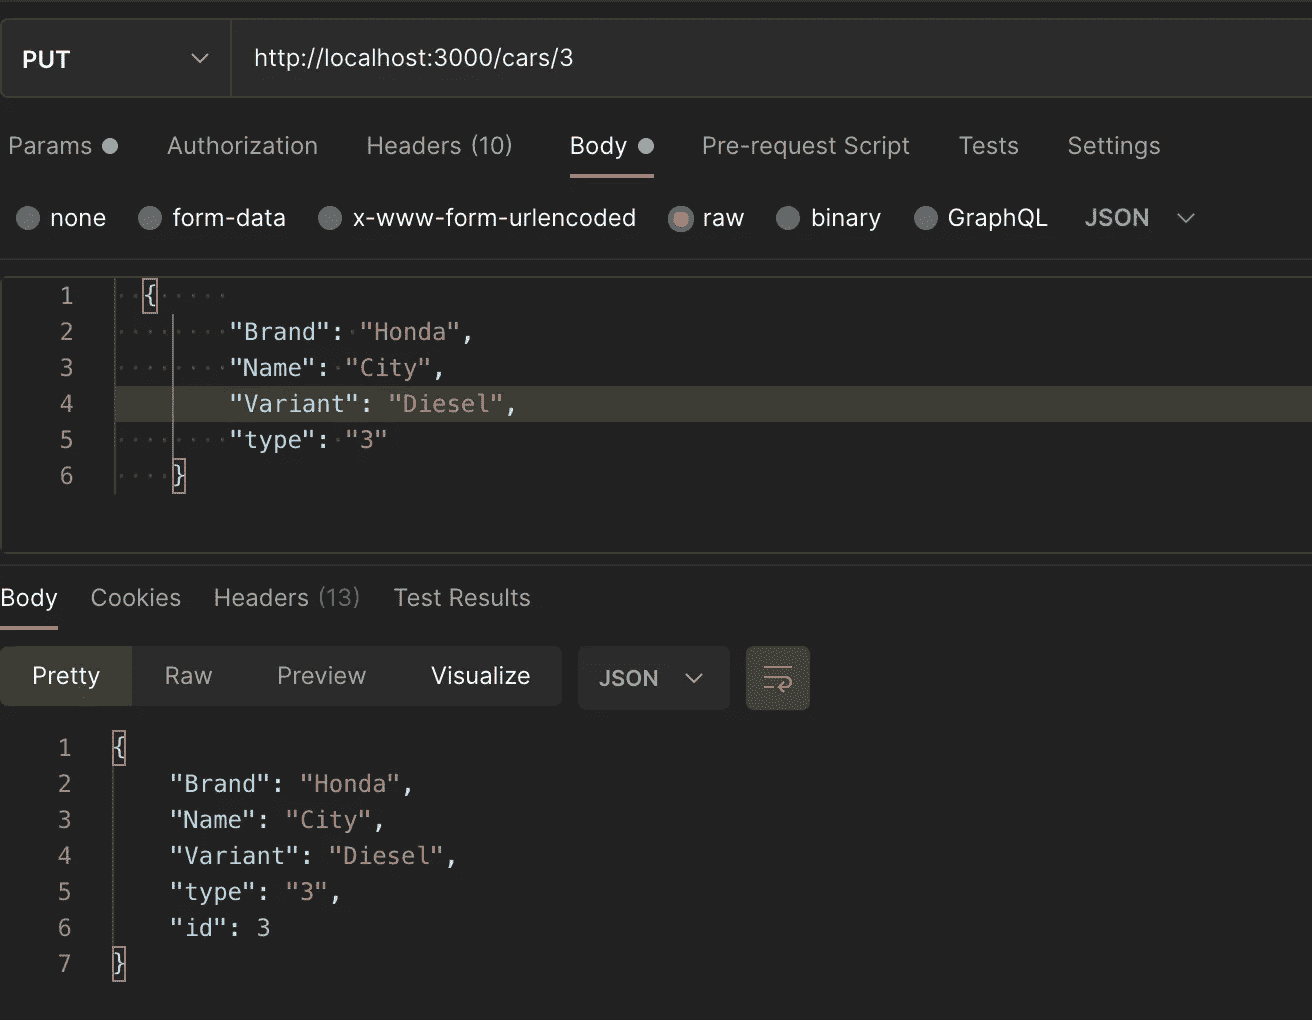 PUT http://localhost:3000/cars/3
Params Authorization Headers (10) Body Pre-request Script Tests Settings
none form-data x-www-form-urlencoded raw binary GraphQL JSON
1 {
2 "Brand": "Honda",
3 "Name": "City",
4 "Variant": "Diesel",
5 "type": "3"
6 }
Body Cookies Headers (13) Test Results
Pretty Raw Preview Visualize JSON
1 {
2 "Brand": "Honda",
3 "Name": "City",
4 "Variant": "Diesel",
5 "type": "3",
6 "id": 3
7 }